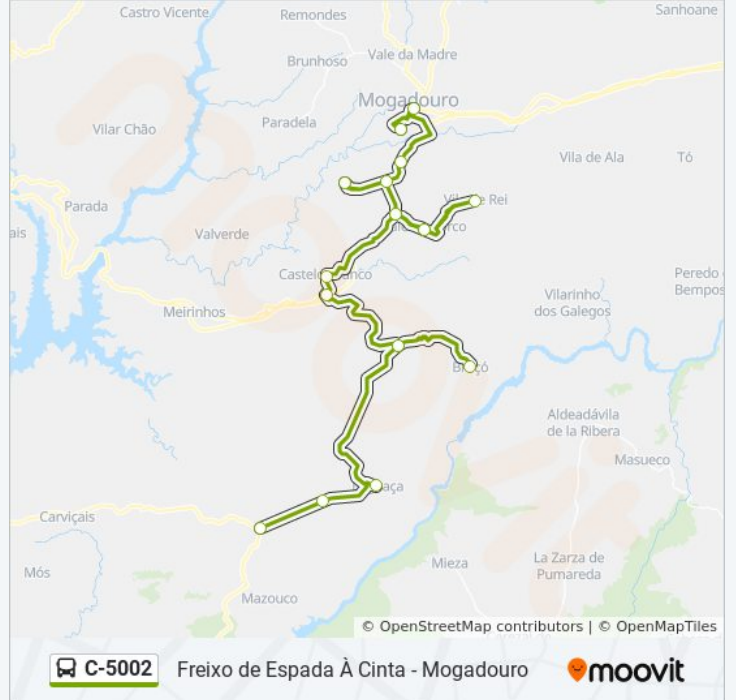 Castro Vicente
Remondes
Sanhoane
Vale da Madre
Brunhoso
Mogadouro
Vilar Chão
Paradela
Vila de Ala
Tó
Parada
Rei
Valverde
Castelo
Peredo
Bempos
Meirinhos
Vilarinho
dos Galegos
Aldeadávila
de la Ribera
Masueco
Carviçais
Mieza
La Zarza de
Pumareda
Mós
Mazouco
© OpenStreetMap contributors | © OpenMapTiles
C-5002 Freixo de Espada À Cinta - Mogadouro moovit